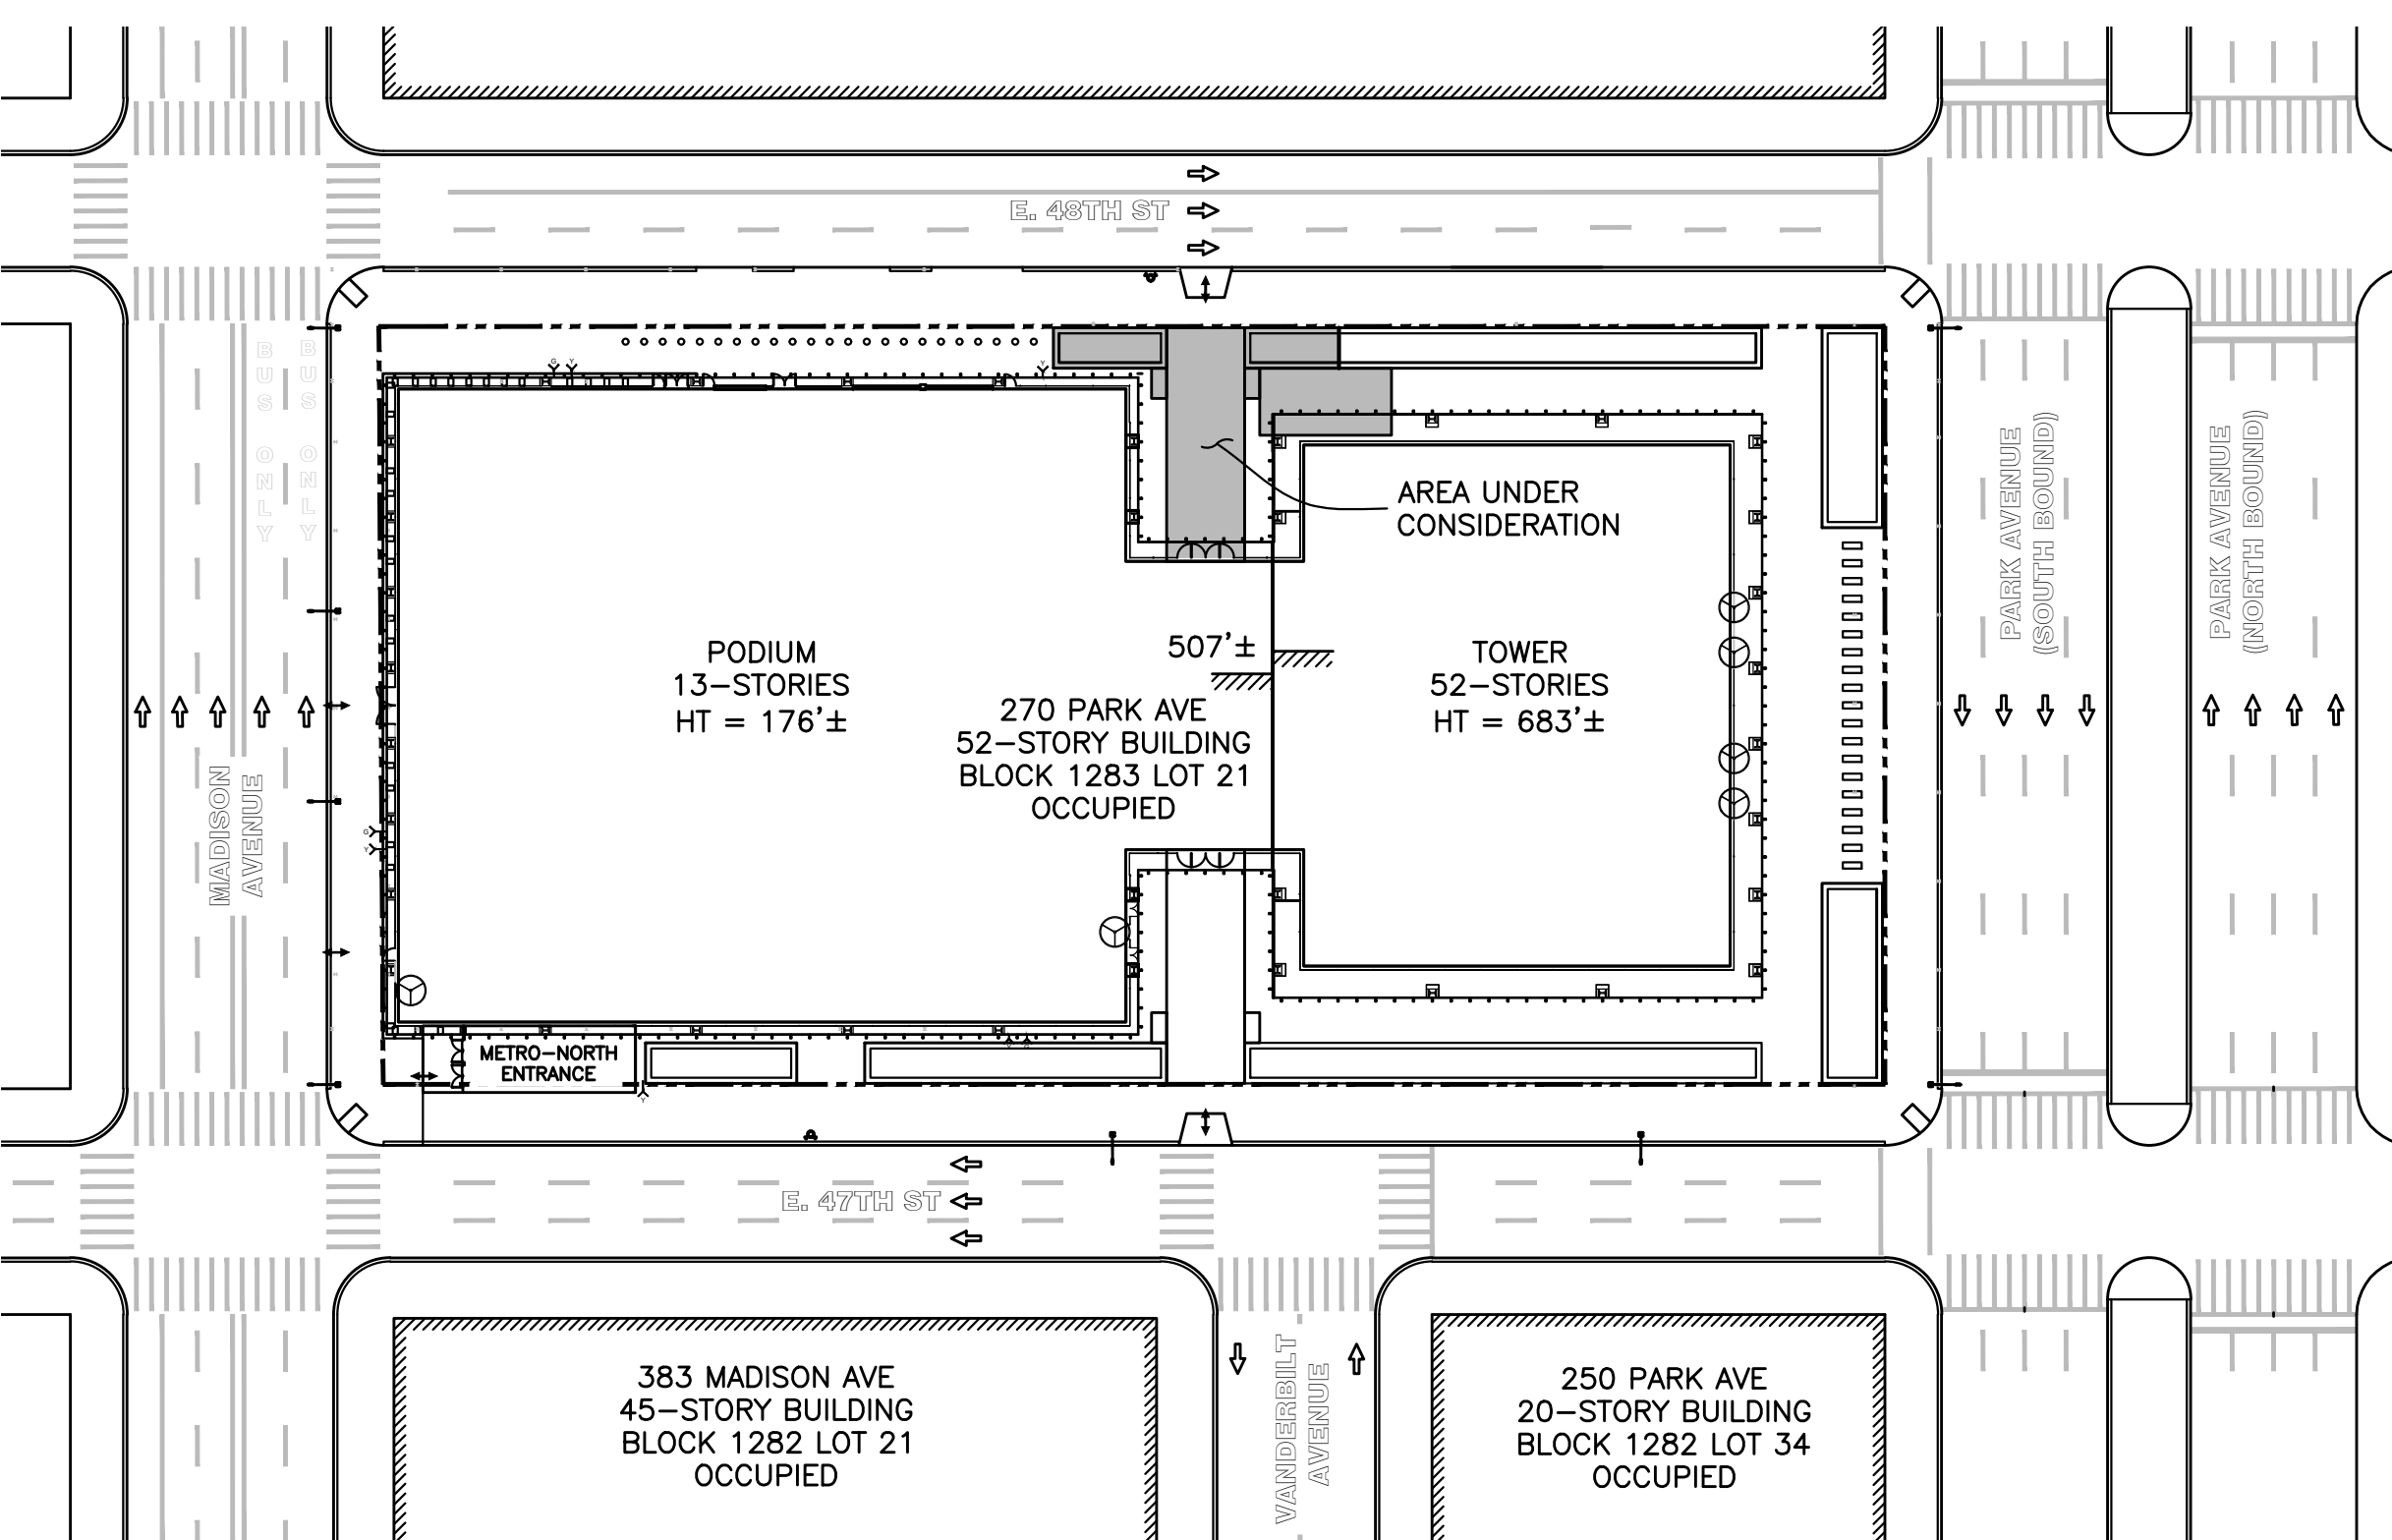 E. 48TH ST
BUS ONLY
BUS ONLY
AREA UNDER
CONSIDERATION
PARK AVENUE
(SOUTH BOUND)
PARK AVENUE
(NORTH BOUND)
PODIUM
13-STORIES
HT = 176'±
507'±
TOWER
52-STORIES
HT = 683'±
270 PARK AVE
52-STORY BUILDING
BLOCK 1283 LOT 21
OCCUPIED
MADISON
AVENUE
METRO-NORTH
ENTRANCE
E. 47TH ST
383 MADISON AVE
45-STORY BUILDING
BLOCK 1282 LOT 21
OCCUPIED
VANDERBILT
AVENUE
250 PARK AVE
20-STORY BUILDING
BLOCK 1282 LOT 34
OCCUPIED